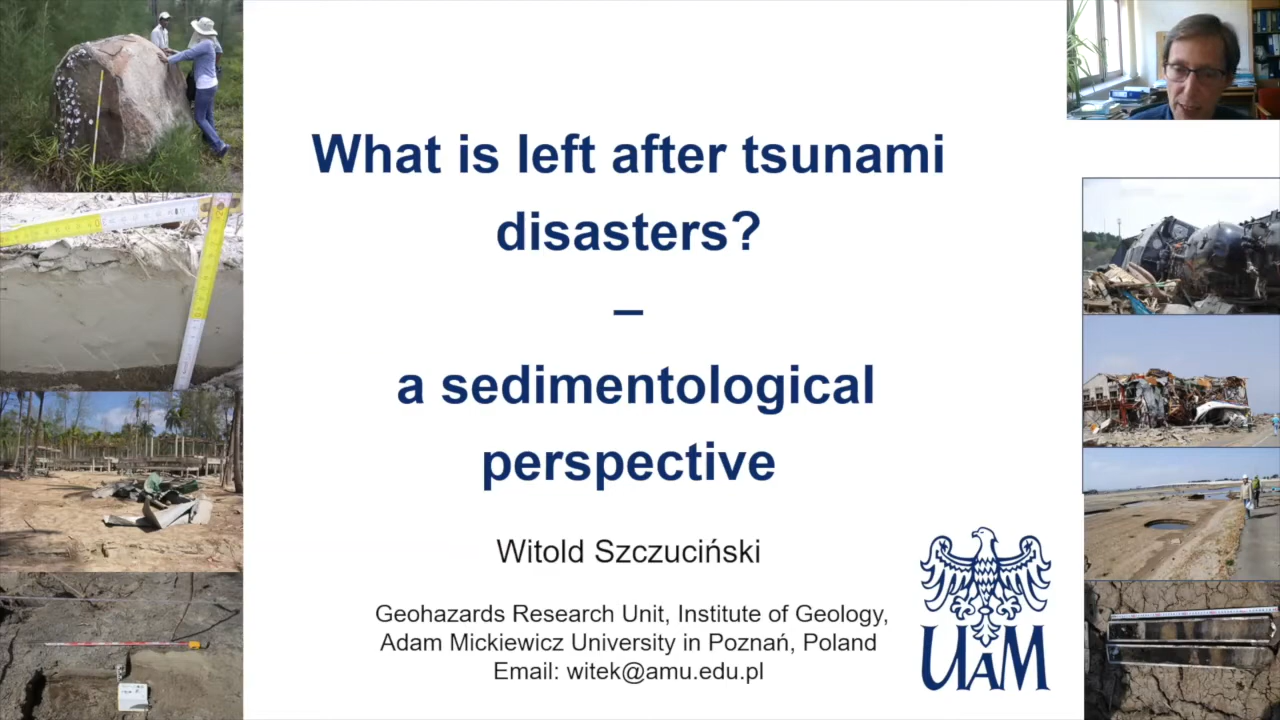 What is left after tsunami
disasters?
–
a sedimentological
perspective
Witold Szczuciński
Geohazards Research Unit, Institute of Geology,
Adam Mickiewicz University in Poznań, Poland
Email: witek@amu.edu.pl
UAM